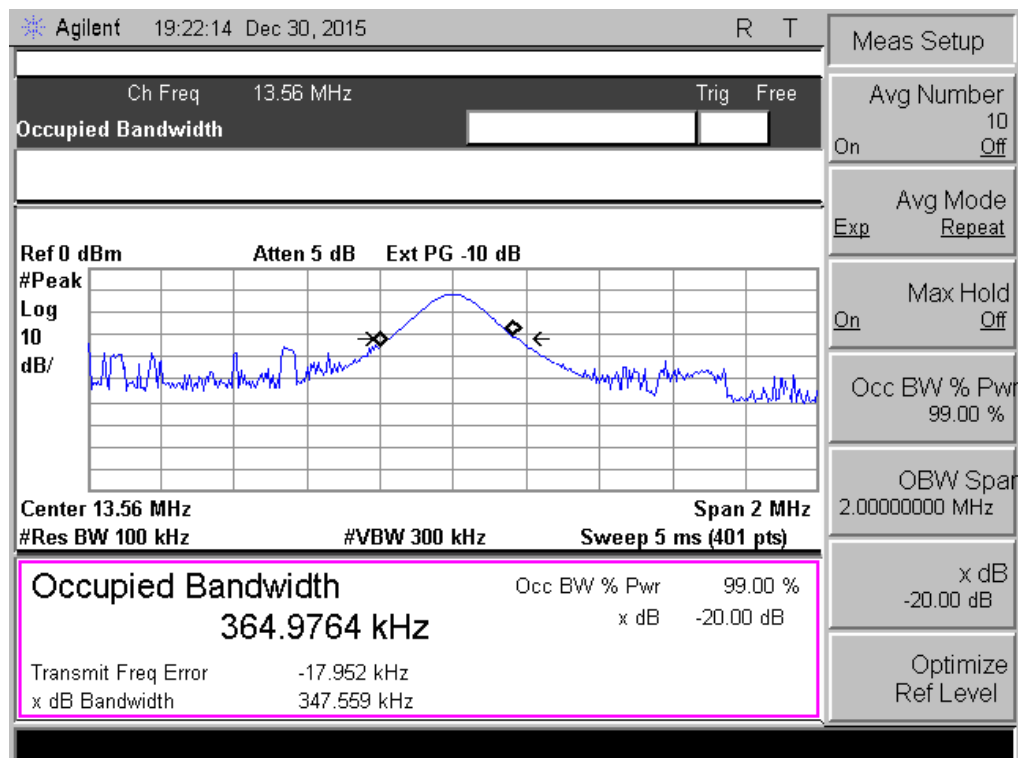 Agilent 19:22:14 Dec 30, 2015 R T
Meas Setup
Ch Freq 13.56 MHz Trig Free
Occupied Bandwidth
Avg Number
10
On Off
Avg Mode
Exp Repeat
Max Hold
On Off
Occ BW % Pwr
99.00 %
OBW Span
2.00000000 MHz
x dB
-20.00 dB
Optimize
Ref Level
Ref 0 dBm Atten 5 dB Ext PG -10 dB
#Peak
Log
10
dB/
Center 13.56 MHz Span 2 MHz
#Res BW 100 kHz #VBW 300 kHz Sweep 5 ms (401 pts)
Occupied Bandwidth
364.9764 kHz
Occ BW % Pwr 99.00 %
x dB -20.00 dB
Transmit Freq Error -17.952 kHz
x dB Bandwidth 347.559 kHz